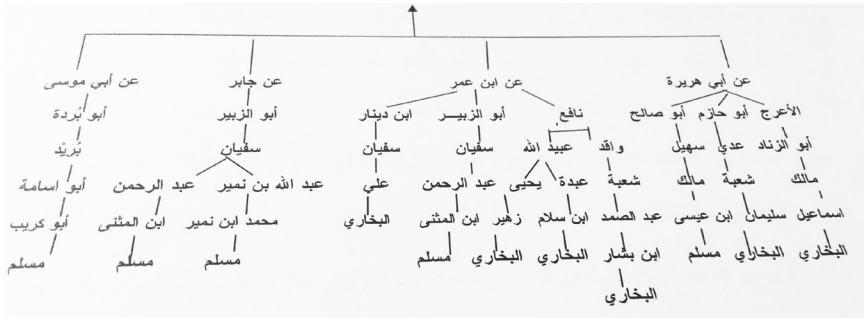 عن أبي هريرة عن ابن عمر عن جابر عن أبي موسى
الأعرج أبو حازم أبو صالح نافع أبو الزبيـــر ابن دينار أبو الزبير أبو بُردة
أبو الزناد عدي سهيل واقد عبيد الله سفيان سفيان سفيان بُريْد
مالك شعبة مالك شعبة عبدة يحيى عبد الرحمن علي عبد الله بن نمير عبد الرحمن أبو اسامة
اسماعيل سليمان ابن عيسى عبد الصمد ابن سلام زهير ابن المثنى البخاري محمد ابن نمير ابن المثنى أبو كريب
البخاري البخاري مسلم ابن بشار البخاري البخاري مسلم مسلم مسلم مسلم
البخاري